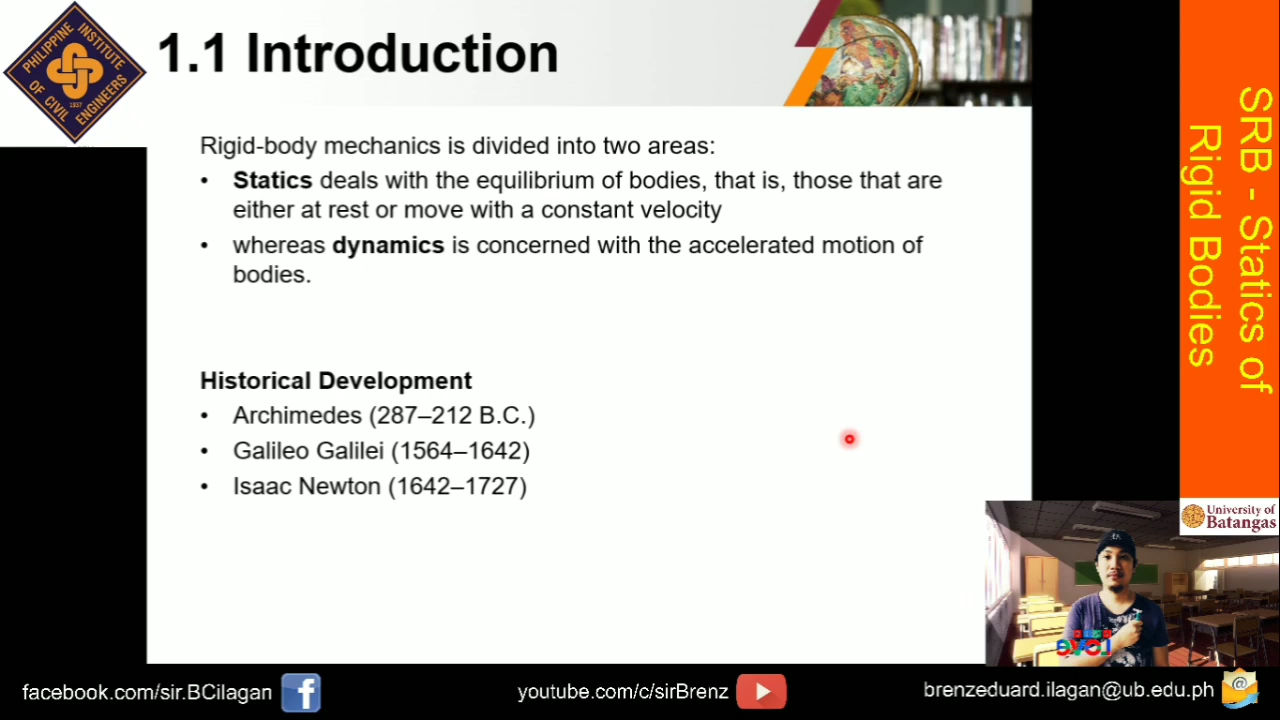 PHILIPPINE INSTITUTE
OF CIVIL ENGINEERS
1937
1.1 Introduction
Rigid-body mechanics is divided into two areas:
• Statics deals with the equilibrium of bodies, that is, those that are
either at rest or move with a constant velocity
• whereas dynamics is concerned with the accelerated motion of
bodies.
Historical Development
• Archimedes (287–212 B.C.)
• Galileo Galilei (1564–1642)
• Isaac Newton (1642–1727)
SRB - Statics of
Rigid Bodies
University of
Batangas
facebook.com/sir.BCilagan
youtube.com/c/sirBrenz
brenzeduard.ilagan@ub.edu.ph